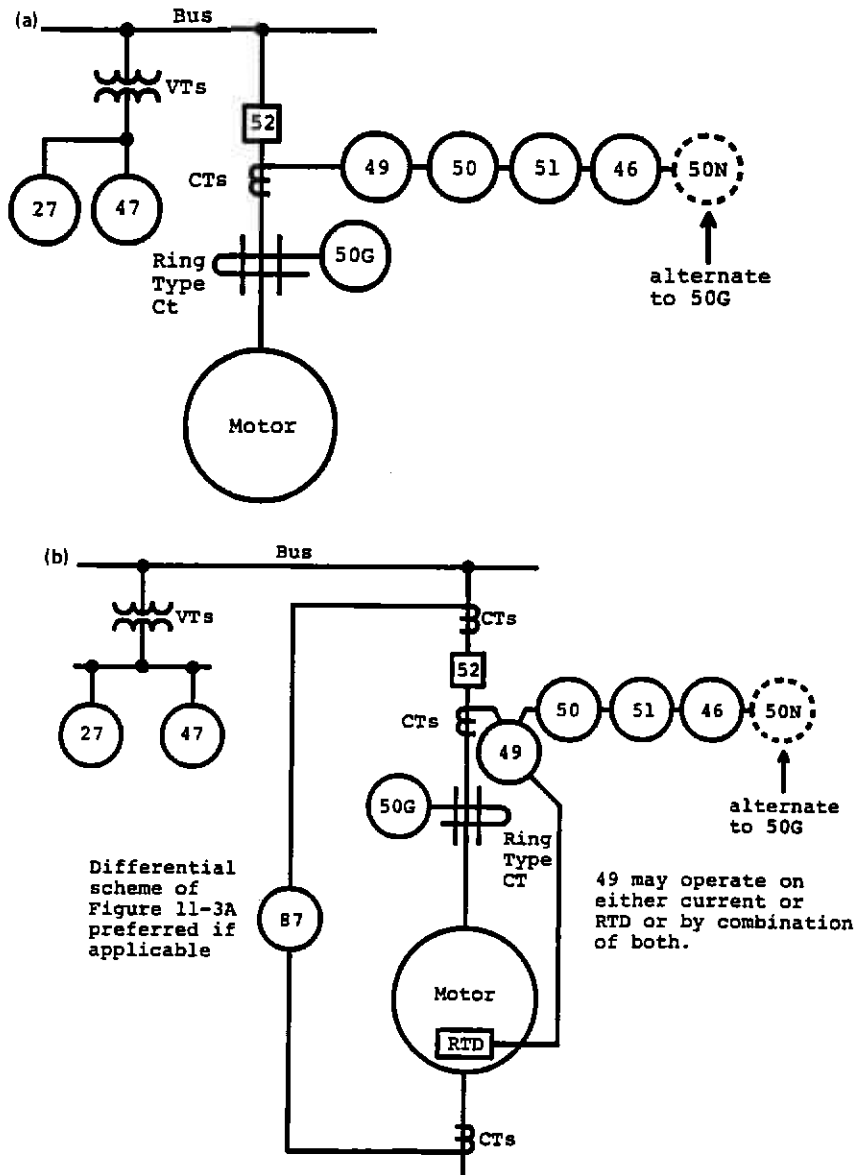 (a)
Bus
VTs
52
CTs
49
50
51
46
50N
27
47
Ring
Type
Ct
50G
alternate
to 50G
Motor
(b)
Bus
VTs
CTs
52
27
47
CTs
50
51
46
50N
49
50G
alternate
to 50G
Ring
Type
CT
Differential
scheme of
Figure 11-3A
preferred if
applicable
87
49 may operate on
either current or
RTD or by combination
of both.
Motor
RTD
CTs